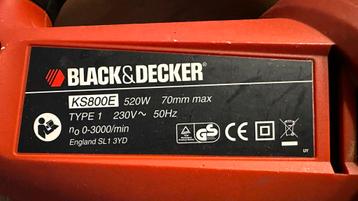 BLACK&DECKER
KS800E 520W 70mm max
TYPE 1 230V~ 50Hz
n₀ 0-3000/min
England SL1 3YD